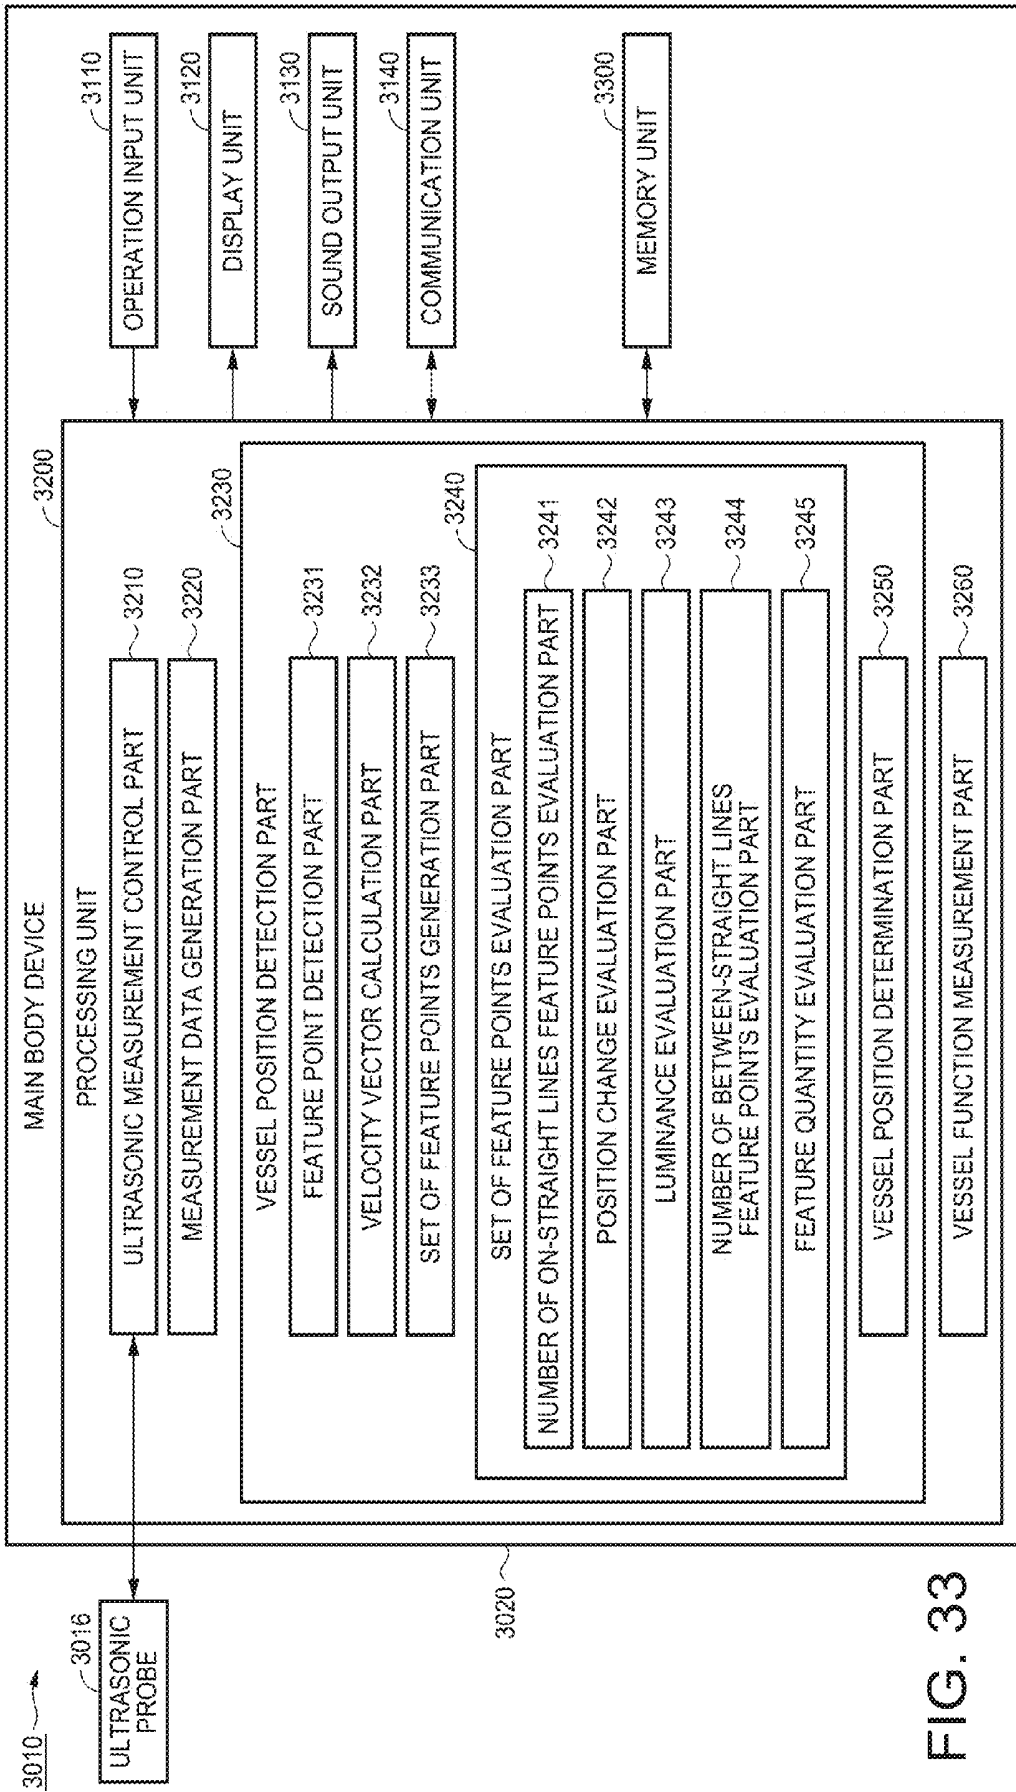 3010
3016
ULTRASONIC
PROBE
3020
MAIN BODY DEVICE
3200
PROCESSING UNIT
3210
ULTRASONIC MEASUREMENT CONTROL PART
3220
MEASUREMENT DATA GENERATION PART
3230
VESSEL POSITION DETECTION PART
3231
FEATURE POINT DETECTION PART
3232
VELOCITY VECTOR CALCULATION PART
3233
SET OF FEATURE POINTS GENERATION PART
3240
SET OF FEATURE POINTS EVALUATION PART
3241
NUMBER OF ON-STRAIGHT LINES FEATURE POINTS EVALUATION PART
3242
POSITION CHANGE EVALUATION PART
3243
LUMINANCE EVALUATION PART
3244
NUMBER OF BETWEEN-STRAIGHT LINES
FEATURE POINTS EVALUATION PART
3245
FEATURE QUANTITY EVALUATION PART
3250
VESSEL POSITION DETERMINATION PART
3260
VESSEL FUNCTION MEASUREMENT PART
3110
OPERATION INPUT UNIT
3120
DISPLAY UNIT
3130
SOUND OUTPUT UNIT
3140
COMMUNICATION UNIT
3300
MEMORY UNIT
FIG. 33